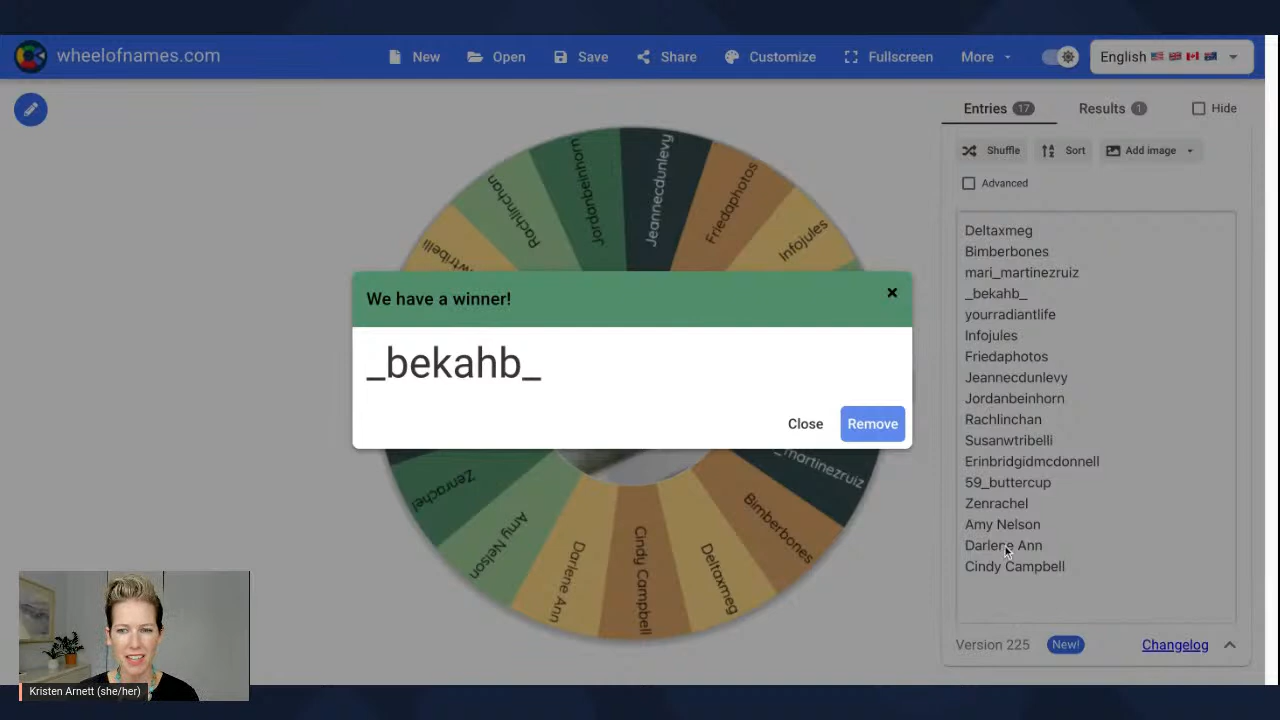 wheelofnames.com
New
Open
Save
Share
Customize
Fullscreen
More
English
Entries 17
Results 1
Hide
Shuffle
Sort
Add image
Advanced
Deltaxmeg
Bimberbones
mari_martinezruiz
_bekahb_
yourradiantlife
Infojules
Friedaphotos
Jeannecdunlevy
Jordanbeinhorn
Rachlinchan
Susanwtribelli
Erinbridgidmcdonnell
59_buttercup
Zenrachel
Amy Nelson
Darlene Ann
Cindy Campbell
Version 225
New!
Changelog
wtribelli
Rachlinchan
Jordanbeinhorn
Jeannecdunlevy
Friedaphotos
Infojules
We have a winner!
_bekahb_
Close
Remove
_martinezruiz
Bimberbones
Deltaxmeg
Cindy Campbell
Darlene Ann
Amy Nelson
Zenrachel
Kristen Arnett (she/her)